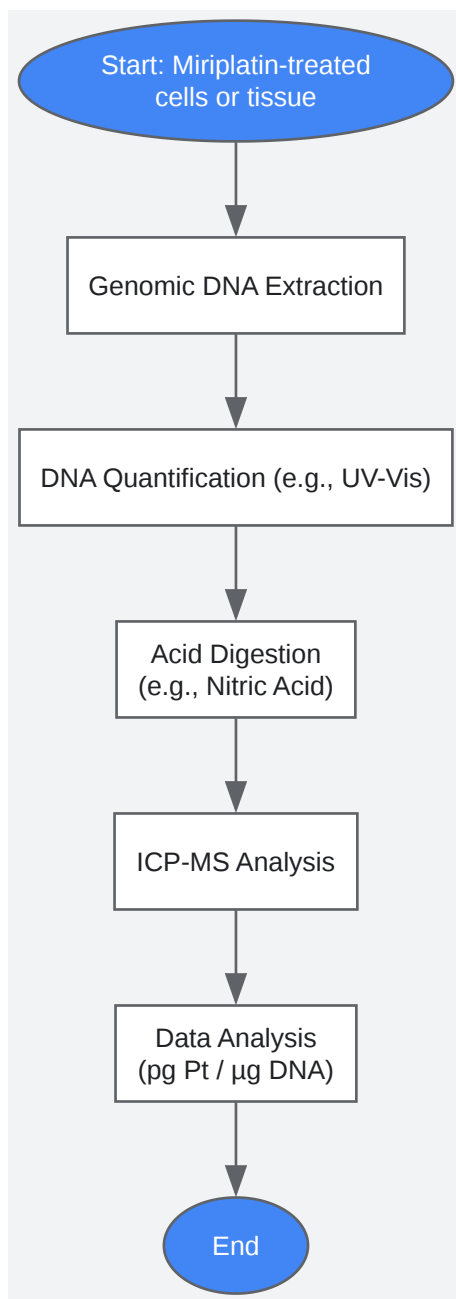 Start: Miriplatin-treated
cells or tissue
Genomic DNA Extraction
DNA Quantification (e.g., UV-Vis)
Acid Digestion
(e.g., Nitric Acid)
ICP-MS Analysis
Data Analysis
(pg Pt / µg DNA)
End